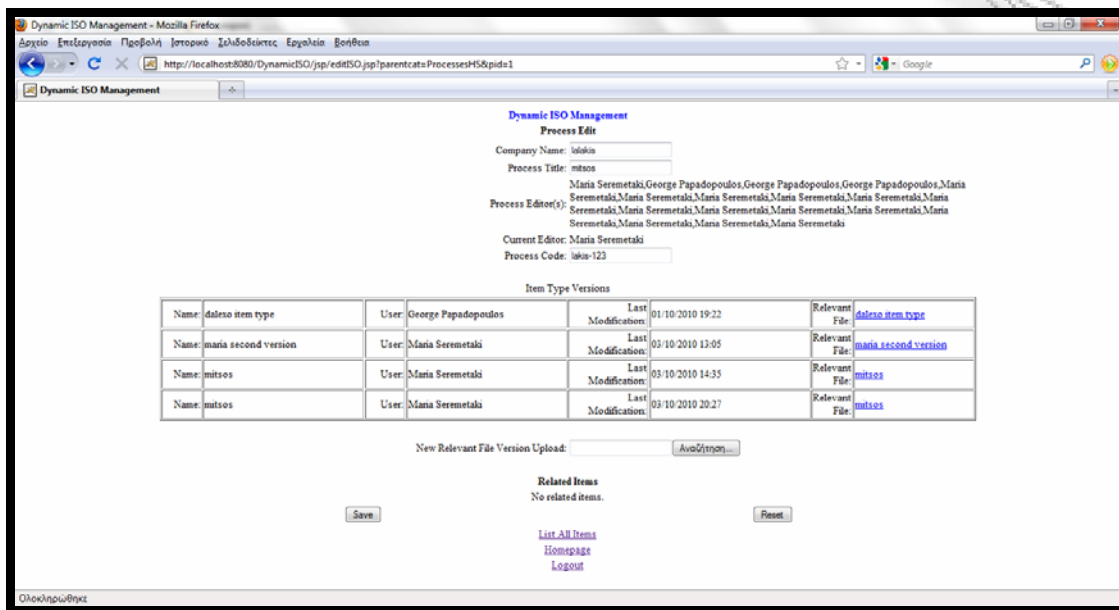 Dynamic ISO Management - Mozilla Firefox
Αρχείο Επεξεργασία Προβολή Ιστορικό Σελιδοδείκτες Εργαλεία Βοήθεια
http://localhost:8080/DynamicISO/jsp/editISO.jsp?parentcat=ProcessesHS&pid=1
Google
Dynamic ISO Management
Dynamic ISO Management
Process Edit
Company Name: lalakis
Process Title: mitsos
Process Editor(s): Maria Seremetaki,George Papadopoulos,George Papadopoulos,George Papadopoulos,Maria
Seremetaki,Maria Seremetaki,Maria Seremetaki,Maria Seremetaki,Maria Seremetaki,Maria
Seremetaki,Maria Seremetaki,Maria Seremetaki,Maria Seremetaki,Maria Seremetaki,Maria
Seremetaki,Maria Seremetaki,Maria Seremetaki,Maria Seremetaki
Current Editor: Maria Seremetaki
Process Code: lakis-123
Item Type Versions
Name: dalexo item type User: George Papadopoulos Last Modification: 01/10/2010 19:22 Relevant File: dalexo item type
Name: maria second version User: Maria Seremetaki Last Modification: 03/10/2010 13:05 Relevant File: maria second version
Name: mitsos User: Maria Seremetaki Last Modification: 03/10/2010 14:35 Relevant File: mitsos
Name: mitsos User: Maria Seremetaki Last Modification: 03/10/2010 20:27 Relevant File: mitsos
New Relevant File Version Upload: Αναζήτηση...
Related Items
No related items.
Save Reset
List All Items
Homepage
Logout
Ολοκληρώθηκε